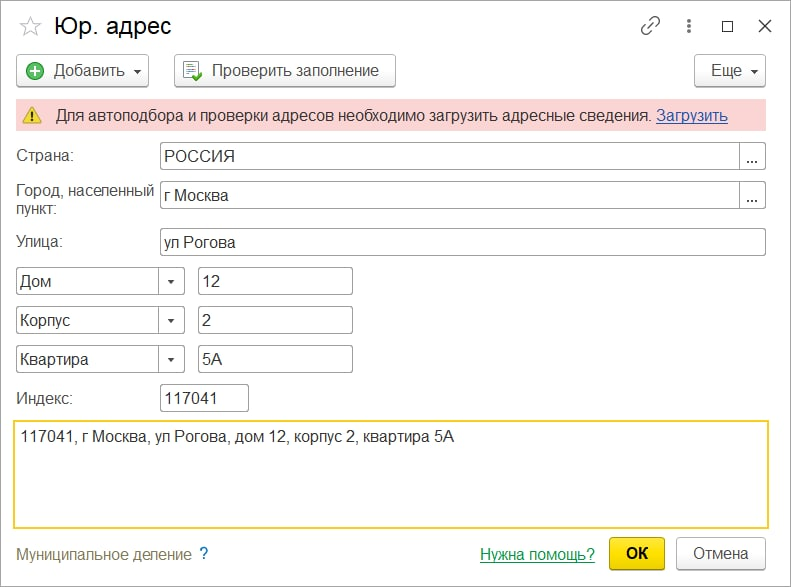 Юр. адрес
Добавить
Проверить заполнение
Еще
Для автоподбора и проверки адресов необходимо загрузить адресные сведения. Загрузить
Страна:
РОССИЯ
...
Город, населенный
пункт:
г Москва
...
Улица:
ул Рогова
Дом
12
Корпус
2
Квартира
5А
Индекс:
117041
117041, г Москва, ул Рогова, дом 12, корпус 2, квартира 5А
Муниципальное деление ?
Нужна помощь?
ОК
Отмена